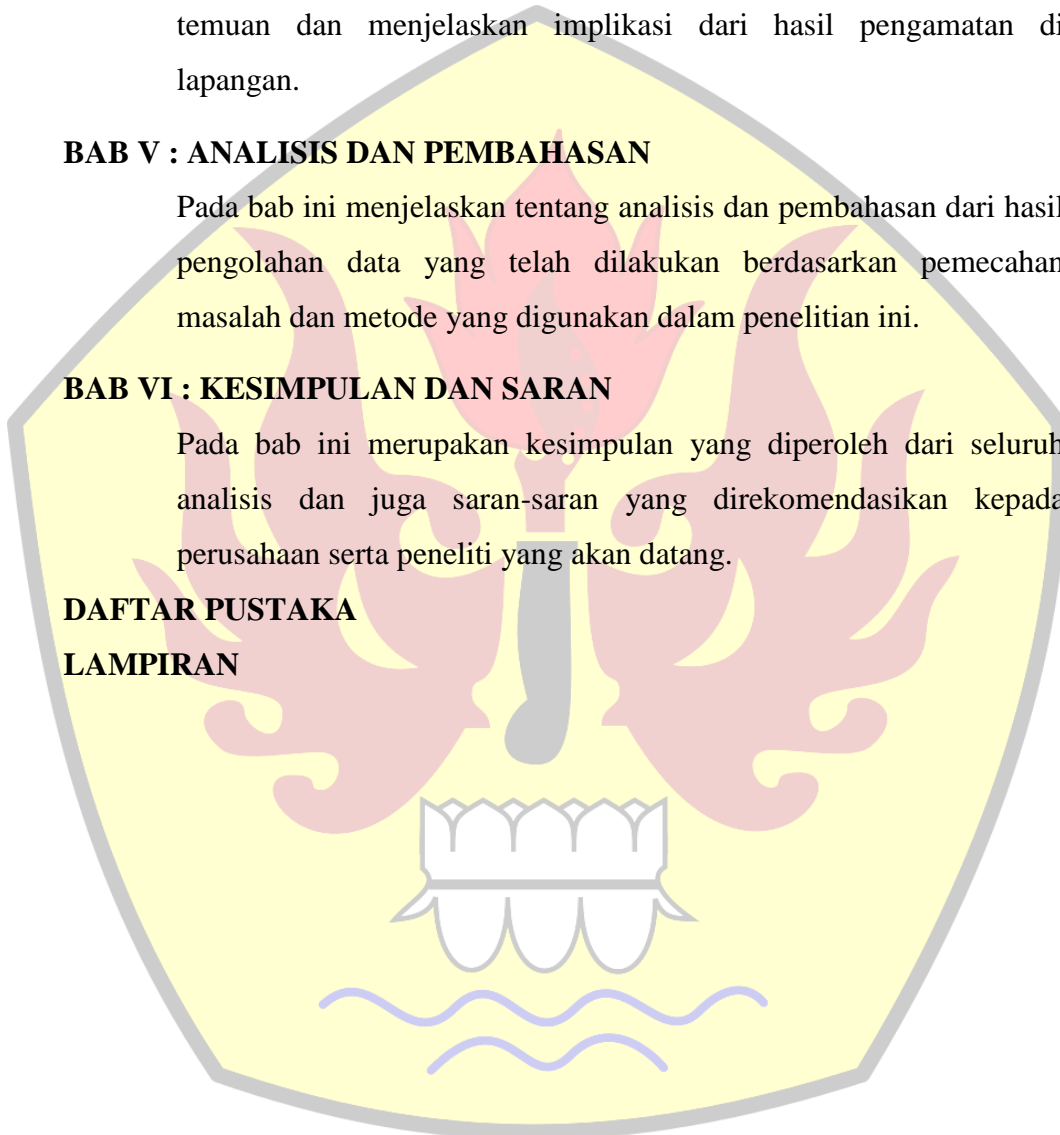 temuan dan menjelaskan implikasi dari hasil pengamatan di
lapangan.
BAB V : ANALISIS DAN PEMBAHASAN
Pada bab ini menjelaskan tentang analisis dan pembahasan dari hasil
pengolahan data yang telah dilakukan berdasarkan pemecahan
masalah dan metode yang digunakan dalam penelitian ini.
BAB VI : KESIMPULAN DAN SARAN
Pada bab ini merupakan kesimpulan yang diperoleh dari seluruh
analisis dan juga saran-saran yang direkomendasikan kepada
perusahaan serta peneliti yang akan datang.
DAFTAR PUSTAKA
LAMPIRAN